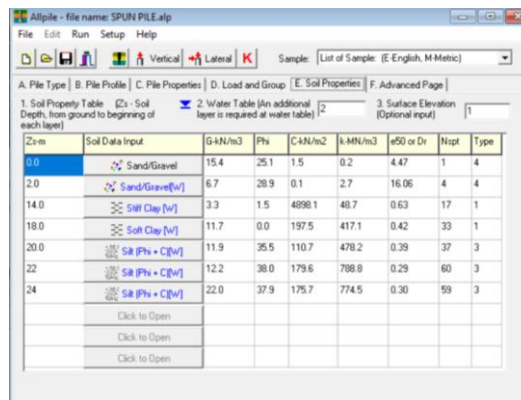 Allpile - file name: SPUN PILE.alp
File Edit Run Setup Help
Vertical Lateral K Sample: List of Sample: (E-English, M-Metric)
A. Pile Type B. Pile Profile C. Pile Properties D. Load and Group E. Soil Properties F. Advanced Page
1. Soil Property Table (Zs - Soil 2. Water Table (An additional 2 3. Surface Elevation 1
Depth, from ground to beginning of layer is required at water table) (Optional input)
each layer)
Zs-m Soil Data Input G-kN/m3 Phi C-kN/m2 k-MN/m3 e50 or Dr Nspt Type
0.0 Sand/Gravel 15.4 25.1 1.5 0.2 4.47 1 4
2.0 Sand/Gravel[W] 6.7 28.9 0.1 2.7 16.06 4 4
14.0 Stiff Clay [W] 3.3 1.5 4898.1 48.7 0.63 17 1
18.0 Soft Clay [W] 11.7 0.0 197.5 417.1 0.42 33 1
20.0 Silt (Phi + C)[W] 11.9 35.5 110.7 478.2 0.39 37 3
22 Silt (Phi + C)[W] 12.2 38.0 179.6 788.8 0.29 60 3
24 Silt (Phi + C)[W] 22.0 37.9 175.7 774.5 0.30 59 3
Click to Open
Click to Open
Click to Open